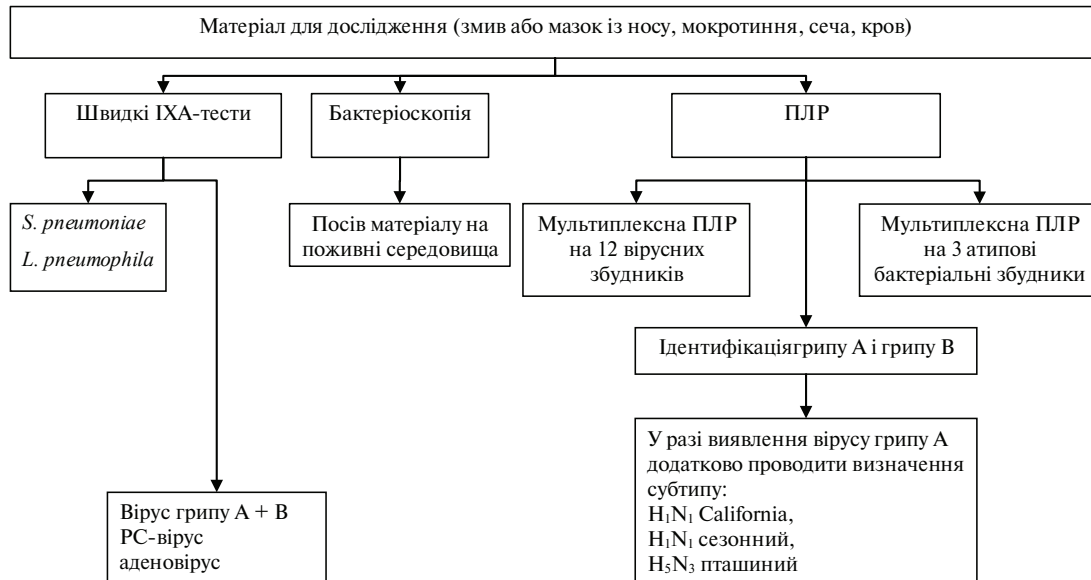 Матеріал для дослідження (змив або мазок із носу, мокротиння, сеча, кров)
Швидкі ІХА-тести
Бактеріоскопія
ПЛР
S. pneumoniae
L. pneumophila
Посів матеріалу на
поживні середовища
Мультиплексна ПЛР
на 12 вірусних
збудників
Мультиплексна ПЛР
на 3 атипові
бактеріальні збудники
Ідентифікаціягрипу А і грипу В
У разі виявлення вірусу грипу А
додатково проводити визначення
субтипу:
H₁N₁ California,
H₁N₁ сезонний,
H₅N₃ пташиний
Вірус грипу А + В
РС-вірус
аденовірус